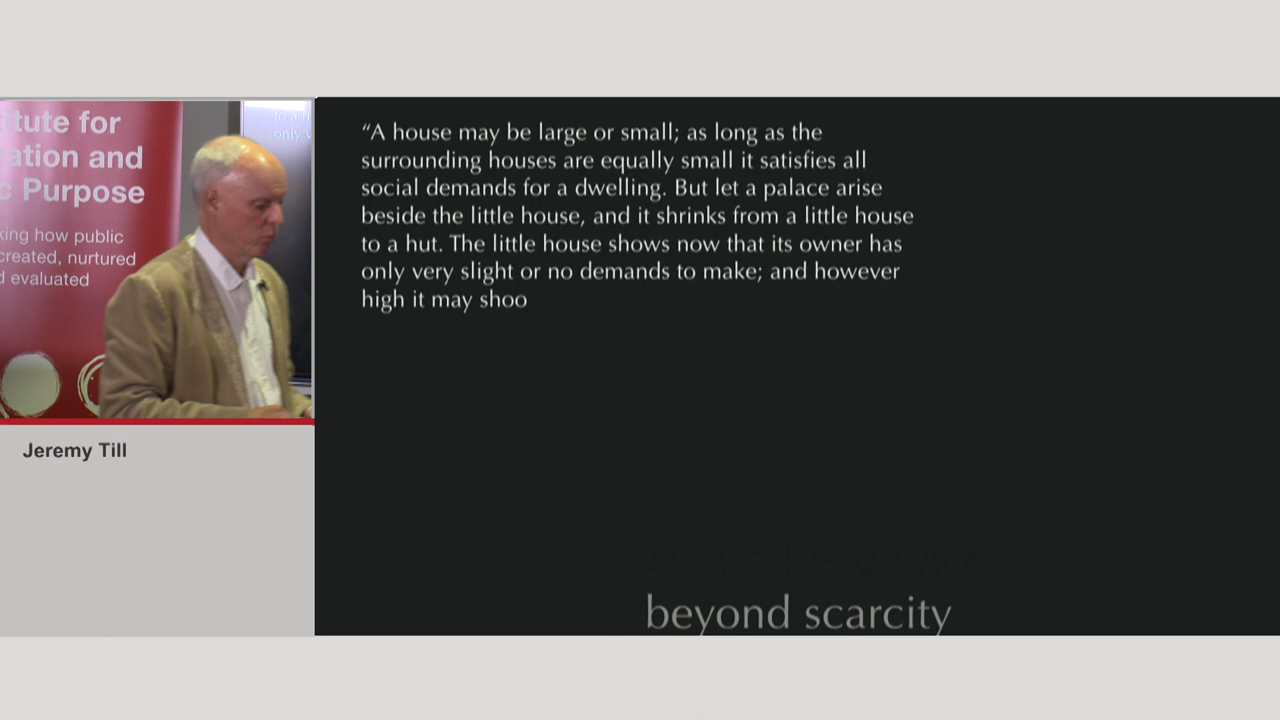 itute for
ation and
c Purpose
king how public
created, nurtured
d evaluated
to a h
only v
Jeremy Till
“A house may be large or small; as long as the
surrounding houses are equally small it satisfies all
social demands for a dwelling. But let a palace arise
beside the little house, and it shrinks from a little house
to a hut. The little house shows now that its owner has
only very slight or no demands to make; and however
high it may shoo
beyond scarcity